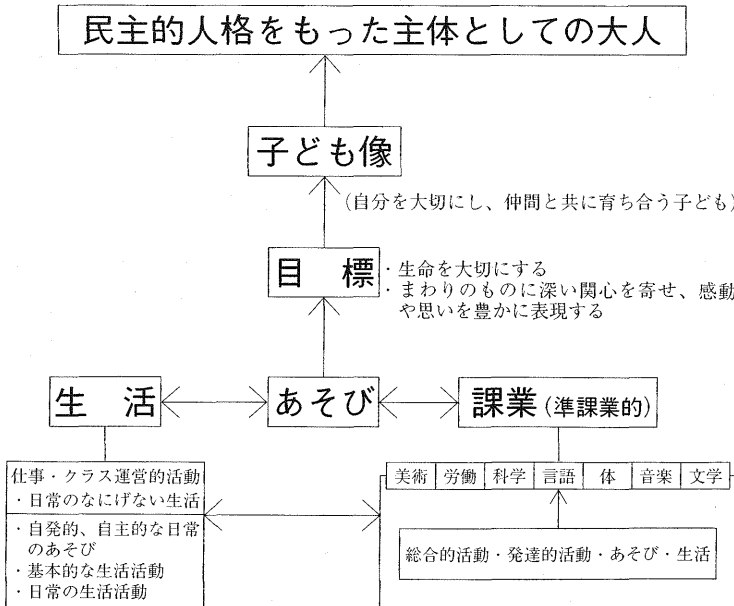 民主的人格をもった主体としての大人
子ども像
(自分を大切にし、仲間と共に育ち合う子ども)
目 標
・生命を大切にする
・まわりのものに深い関心を寄せ、感動
や思いを豊かに表現する
生 活
あそび
課業(準課業的)
仕事・クラス運営的活動
・日常のなにげない生活
・自発的、自主的な日常
のあそび
・基本的な生活活動
・日常の生活活動
美術 労働 科学 言語 体 音楽 文学
総合的活動・発達的活動・あそび・生活